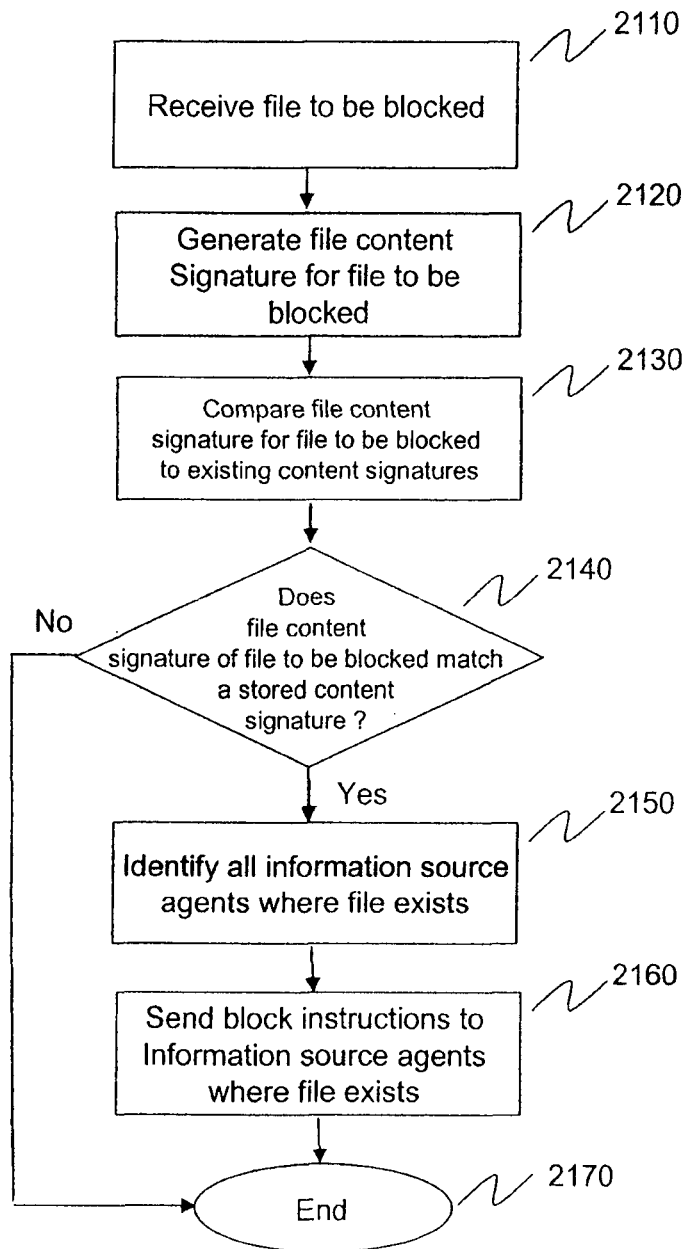 2110
Receive file to be blocked
2120
Generate file content
Signature for file to be
blocked
2130
Compare file content
signature for file to be blocked
to existing content signatures
2140
No
Does
file content
signature of file to be blocked match
a stored content
signature ?
Yes
2150
Identify all information source
agents where file exists
2160
Send block instructions to
Information source agents
where file exists
2170
End